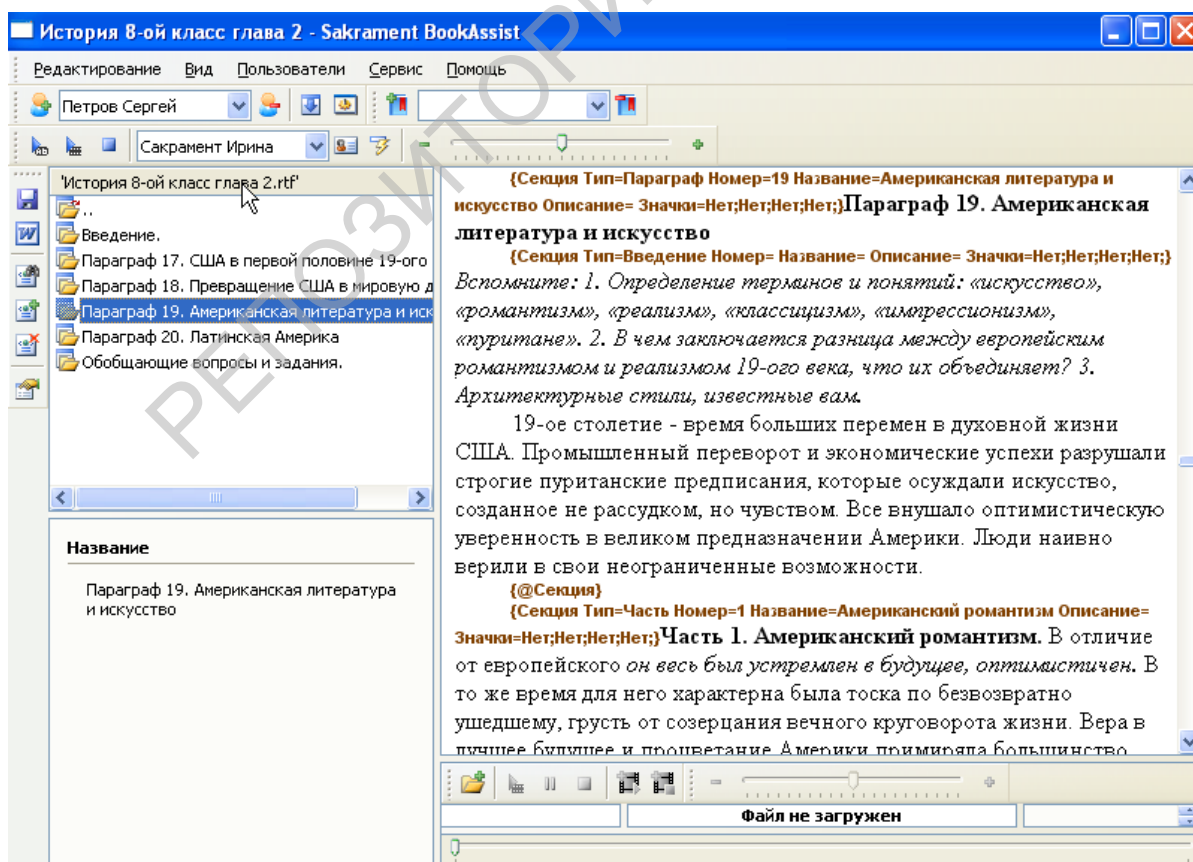 История 8-ой класс глава 2 - Sakrament BookAssist
Редактирование Вид Пользователи Сервис Помощь
Петров Сергей
Сакрамент Ирина
'История 8-ой класс глава 2.rtf'
..
Введение.
Параграф 17. США в первой половине 19-ого
Параграф 18. Превращение США в мировую д
Параграф 19. Американская литература и иск
Параграф 20. Латинская Америка
Обобщающие вопросы и задания.
Название
Параграф 19. Американская литература
и искусство
{Секция Тип=Параграф Номер=19 Название=Американская литература и
искусство Описание= Значки=Нет;Нет;Нет;Нет;}Параграф 19. Американская
литература и искусство
{Секция Тип=Введение Номер= Название= Описание= Значки=Нет;Нет;Нет;Нет;}
Вспомните: 1. Определение терминов и понятий: «искусство»,
«романтизм», «реализм», «классицизм», «импрессионизм»,
«пуритане». 2. В чем заключается разница между европейским
романтизмом и реализмом 19-ого века, что их объединяет? 3.
Архитектурные стили, известные вам.
19-ое столетие - время больших перемен в духовной жизни
США. Промышленный переворот и экономические успехи разрушали
строгие пуританские предписания, которые осуждали искусство,
созданное не рассудком, но чувством. Все внушало оптимистическую
уверенность в великом предназначении Америки. Люди наивно
верили в свои неограниченные возможности.
{@Секция}
{Секция Тип=Часть Номер=1 Название=Американский романтизм Описание=
Значки=Нет;Нет;Нет;Нет;}Часть 1. Американский романтизм. В отличие
от европейского он весь был устремлен в будущее, оптимистичен. В
то же время для него характерна была тоска по безвозвратно
ушедшему, грусть от созерцания вечного круговорота жизни. Вера в
лучшее будущее и процветание Америки примиряла большинство
Файл не загружен
РЕПОЗИТОРИ